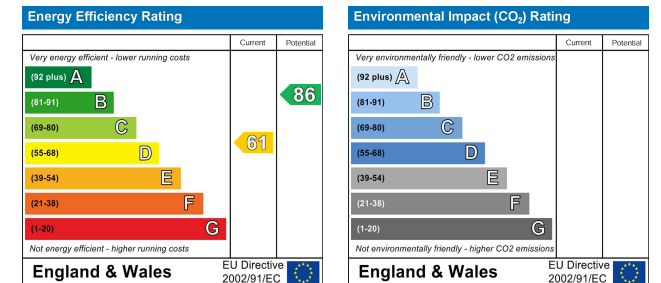 Energy Efficiency Rating
Current Potential
Very energy efficient - lower running costs
(92 plus) A
(81-91) B
86
(69-80) C
61
(55-68) D
(39-54) E
(21-38) F
(1-20) G
Not energy efficient - higher running costs
England & Wales
EU Directive
2002/91/EC
Environmental Impact (CO₂) Rating
Current Potential
Very environmentally friendly - lower CO2 emissions
(92 plus) A
(81-91) B
(69-80) C
(55-68) D
(39-54) E
(21-38) F
(1-20) G
Not environmentally friendly - higher CO2 emissions
England & Wales
EU Directive
2002/91/EC